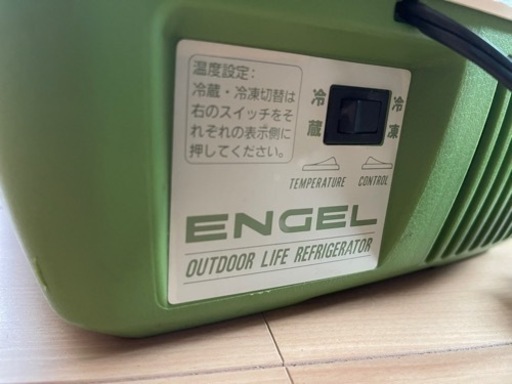 温度設定:
冷蔵・冷凍切替は
右のスイッチをそ
れぞれの表示側に
押してください。
冷蔵
冷凍
TEMPERATURE CONTROL
ENGEL
OUTDOOR LIFE REFRIGERATOR